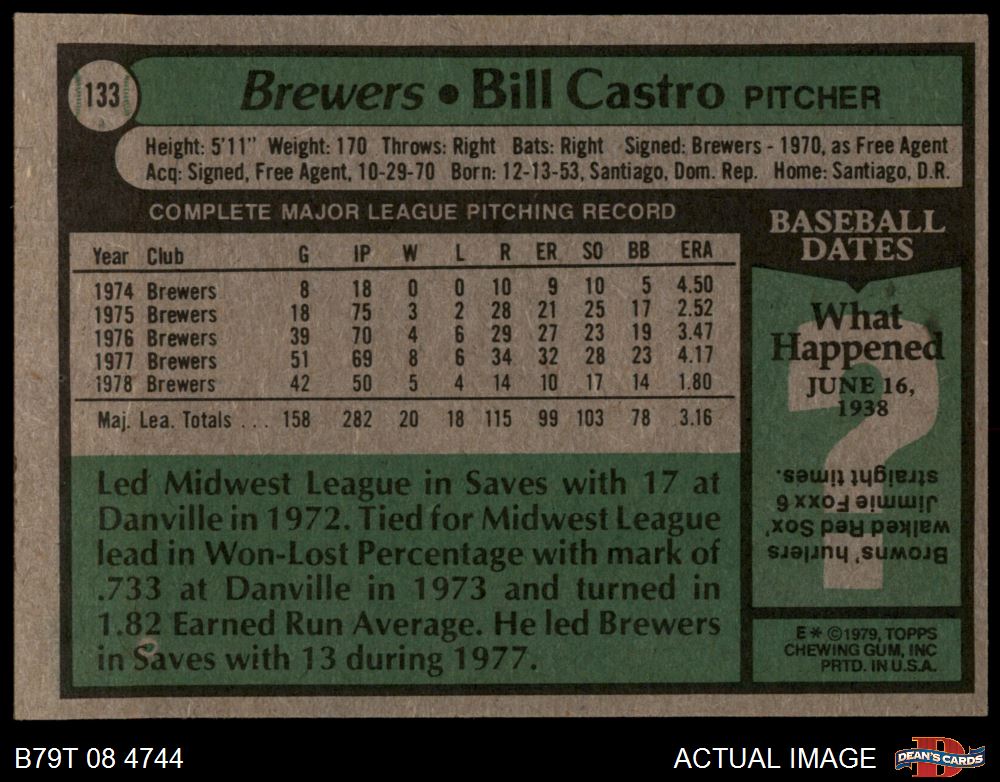 133
Brewers • Bill Castro PITCHER
Height: 5'11" Weight: 170 Throws: Right Bats: Right Signed: Brewers - 1970, as Free Agent
Acq: Signed, Free Agent, 10-29-70 Born: 12-13-53, Santiago, Dom. Rep. Home: Santiago, D.R.
COMPLETE MAJOR LEAGUE PITCHING RECORD
Year Club G IP W L R ER SO BB ERA
1974 Brewers 8 18 0 0 10 9 10 5 4.50
1975 Brewers 18 75 3 2 28 21 25 17 2.52
1976 Brewers 39 70 4 6 29 27 23 19 3.47
1977 Brewers 51 69 8 6 34 32 28 23 4.17
1978 Brewers 42 50 5 4 14 10 17 14 1.80
Maj. Lea. Totals ... 158 282 20 18 115 99 103 78 3.16
Led Midwest League in Saves with 17 at
Danville in 1972. Tied for Midwest League
lead in Won-Lost Percentage with mark of
.733 at Danville in 1973 and turned in
1.82 Earned Run Average. He led Brewers
in Saves with 13 during 1977.
BASEBALL
DATES
What
Happened
JUNE 16,
1938
?
Browns' hurlers
walked Red Sox'
Jimmie Foxx 6
straight times.
E* ©1979, TOPPS
CHEWING GUM, INC
PRTD. IN U.S.A.
B79T 08 4744
ACTUAL IMAGE
D
DEAN'S CARDS